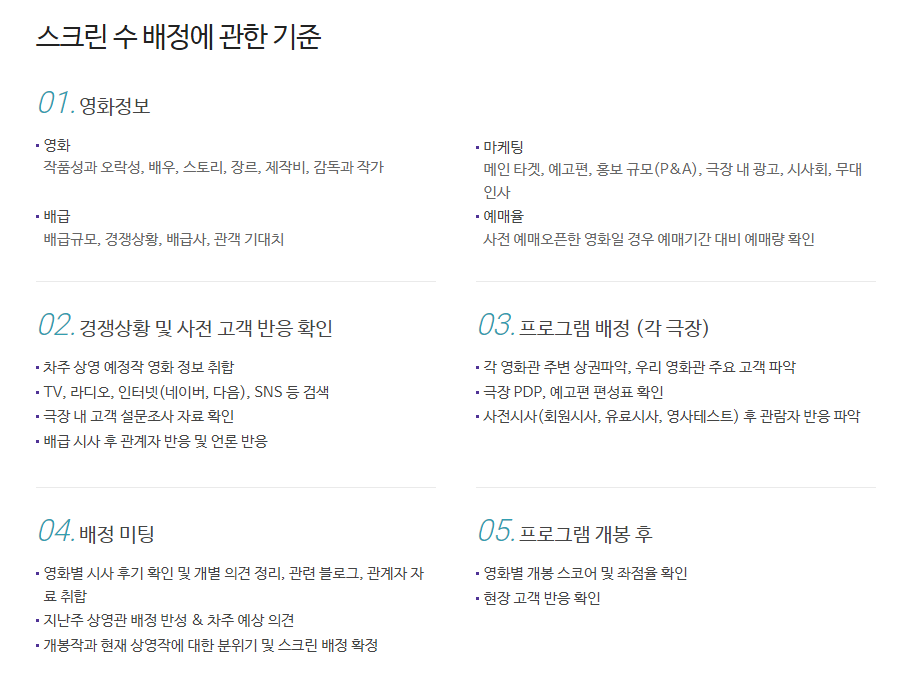 스크린 수 배정에 관한 기준
01. 영화정보
영화
작품성과 오락성, 배우, 스토리, 장르, 제작비, 감독과 작가
배급
배급규모, 경쟁상황, 배급사, 관객 기대치
마케팅
메인 타겟, 예고편, 홍보 규모(P&A), 극장 내 광고, 시사회, 무대
인사
예매율
사전 예매오픈한 영화일 경우 예매기간 대비 예매량 확인
02. 경쟁상황 및 사전 고객 반응 확인
차주 상영 예정작 영화 정보 취합
TV, 라디오, 인터넷(네이버, 다음), SNS 등 검색
극장 내 고객 설문조사 자료 확인
배급 시사 후 관계자 반응 및 언론 반응
03. 프로그램 배정 (각 극장)
각 영화관 주변 상권파악, 우리 영화관 주요 고객 파악
극장 PDP, 예고편 편성표 확인
사전시사(회원시사, 유료시사, 영사테스트) 후 관람자 반응 파악
04. 배정 미팅
영화별 시사 후기 확인 및 개별 의견 정리, 관련 블로그, 관계자 자
료 취합
지난주 상영관 배정 반성 & 차주 예상 의견
개봉작과 현재 상영작에 대한 분위기 및 스크린 배정 확정
05. 프로그램 개봉 후
영화별 개봉 스코어 및 좌점율 확인
현장 고객 반응 확인